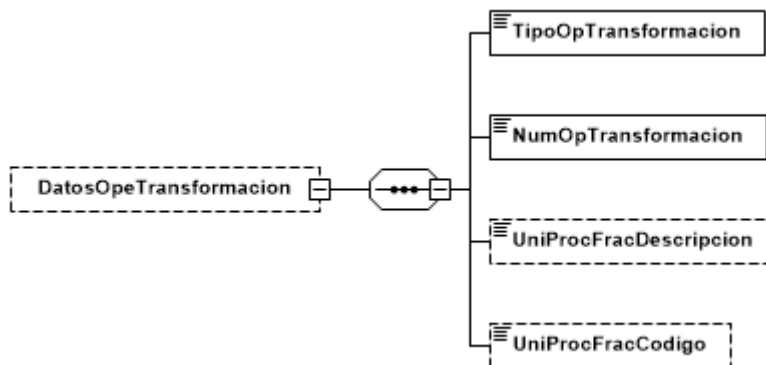 TipoOpTransformacion
NumOpTransformacion
DatosOpeTransformacion
UniProcFracDescripcion
UniProcFracCodigo